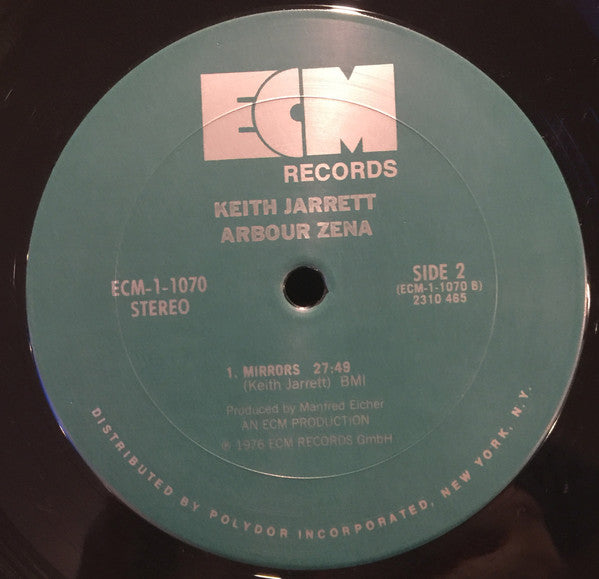 ECM
RECORDS
KEITH JARRETT
ARBOUR ZENA
ECM-1-1070
STEREO
SIDE 2
(ECM-1-1070 B)
2310 465
1. MIRRORS 27:49
(Keith Jarrett) BMI
Produced by Manfred Eicher
AN ECM PRODUCTION
℗ 1976 ECM RECORDS GmbH
DISTRIBUTED BY POLYDOR INCORPORATED, NEW YORK, N.Y.